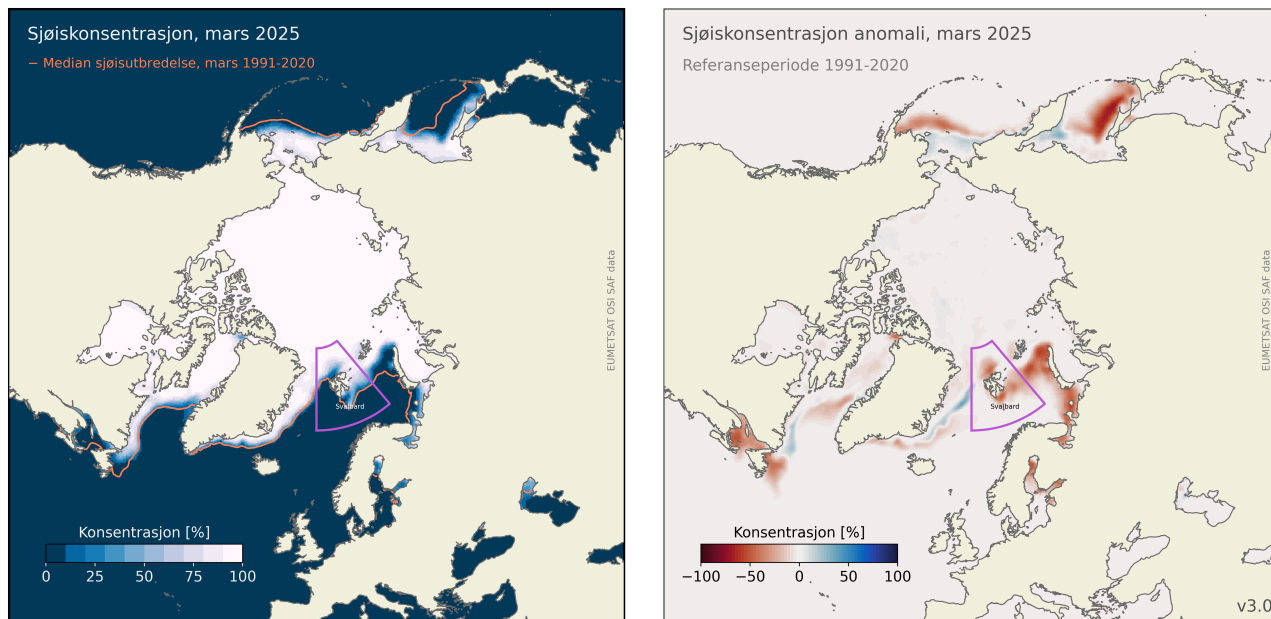 Sjøiskonsentrasjon, mars 2025
— Median sjøisutbredelse, mars 1991-2020
EUMETSAT OSI SAF data
Svalbard
Konsentrasjon [%]
0 25 50 75 100
Sjøiskonsentrasjon anomali, mars 2025
Referanseperiode 1991-2020
EUMETSAT OSI SAF data
Svalbard
Konsentrasjon [%]
−100 −50 0 50 100
v3.0